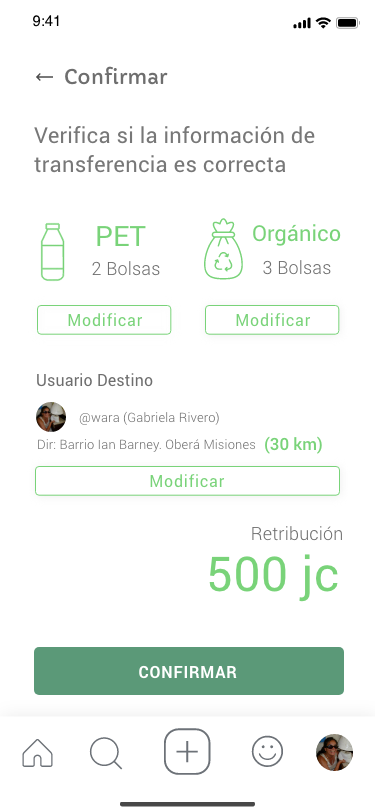 9:41
← Confirmar
Verifica si la información de
transferencia es correcta
PET
2 Bolsas
Orgánico
3 Bolsas
Modificar
Modificar
Usuario Destino
@wara (Gabriela Rivero)
Dir: Barrio Ian Barney. Oberá Misiones (30 km)
Modificar
Retribución
500 jc
CONFIRMAR